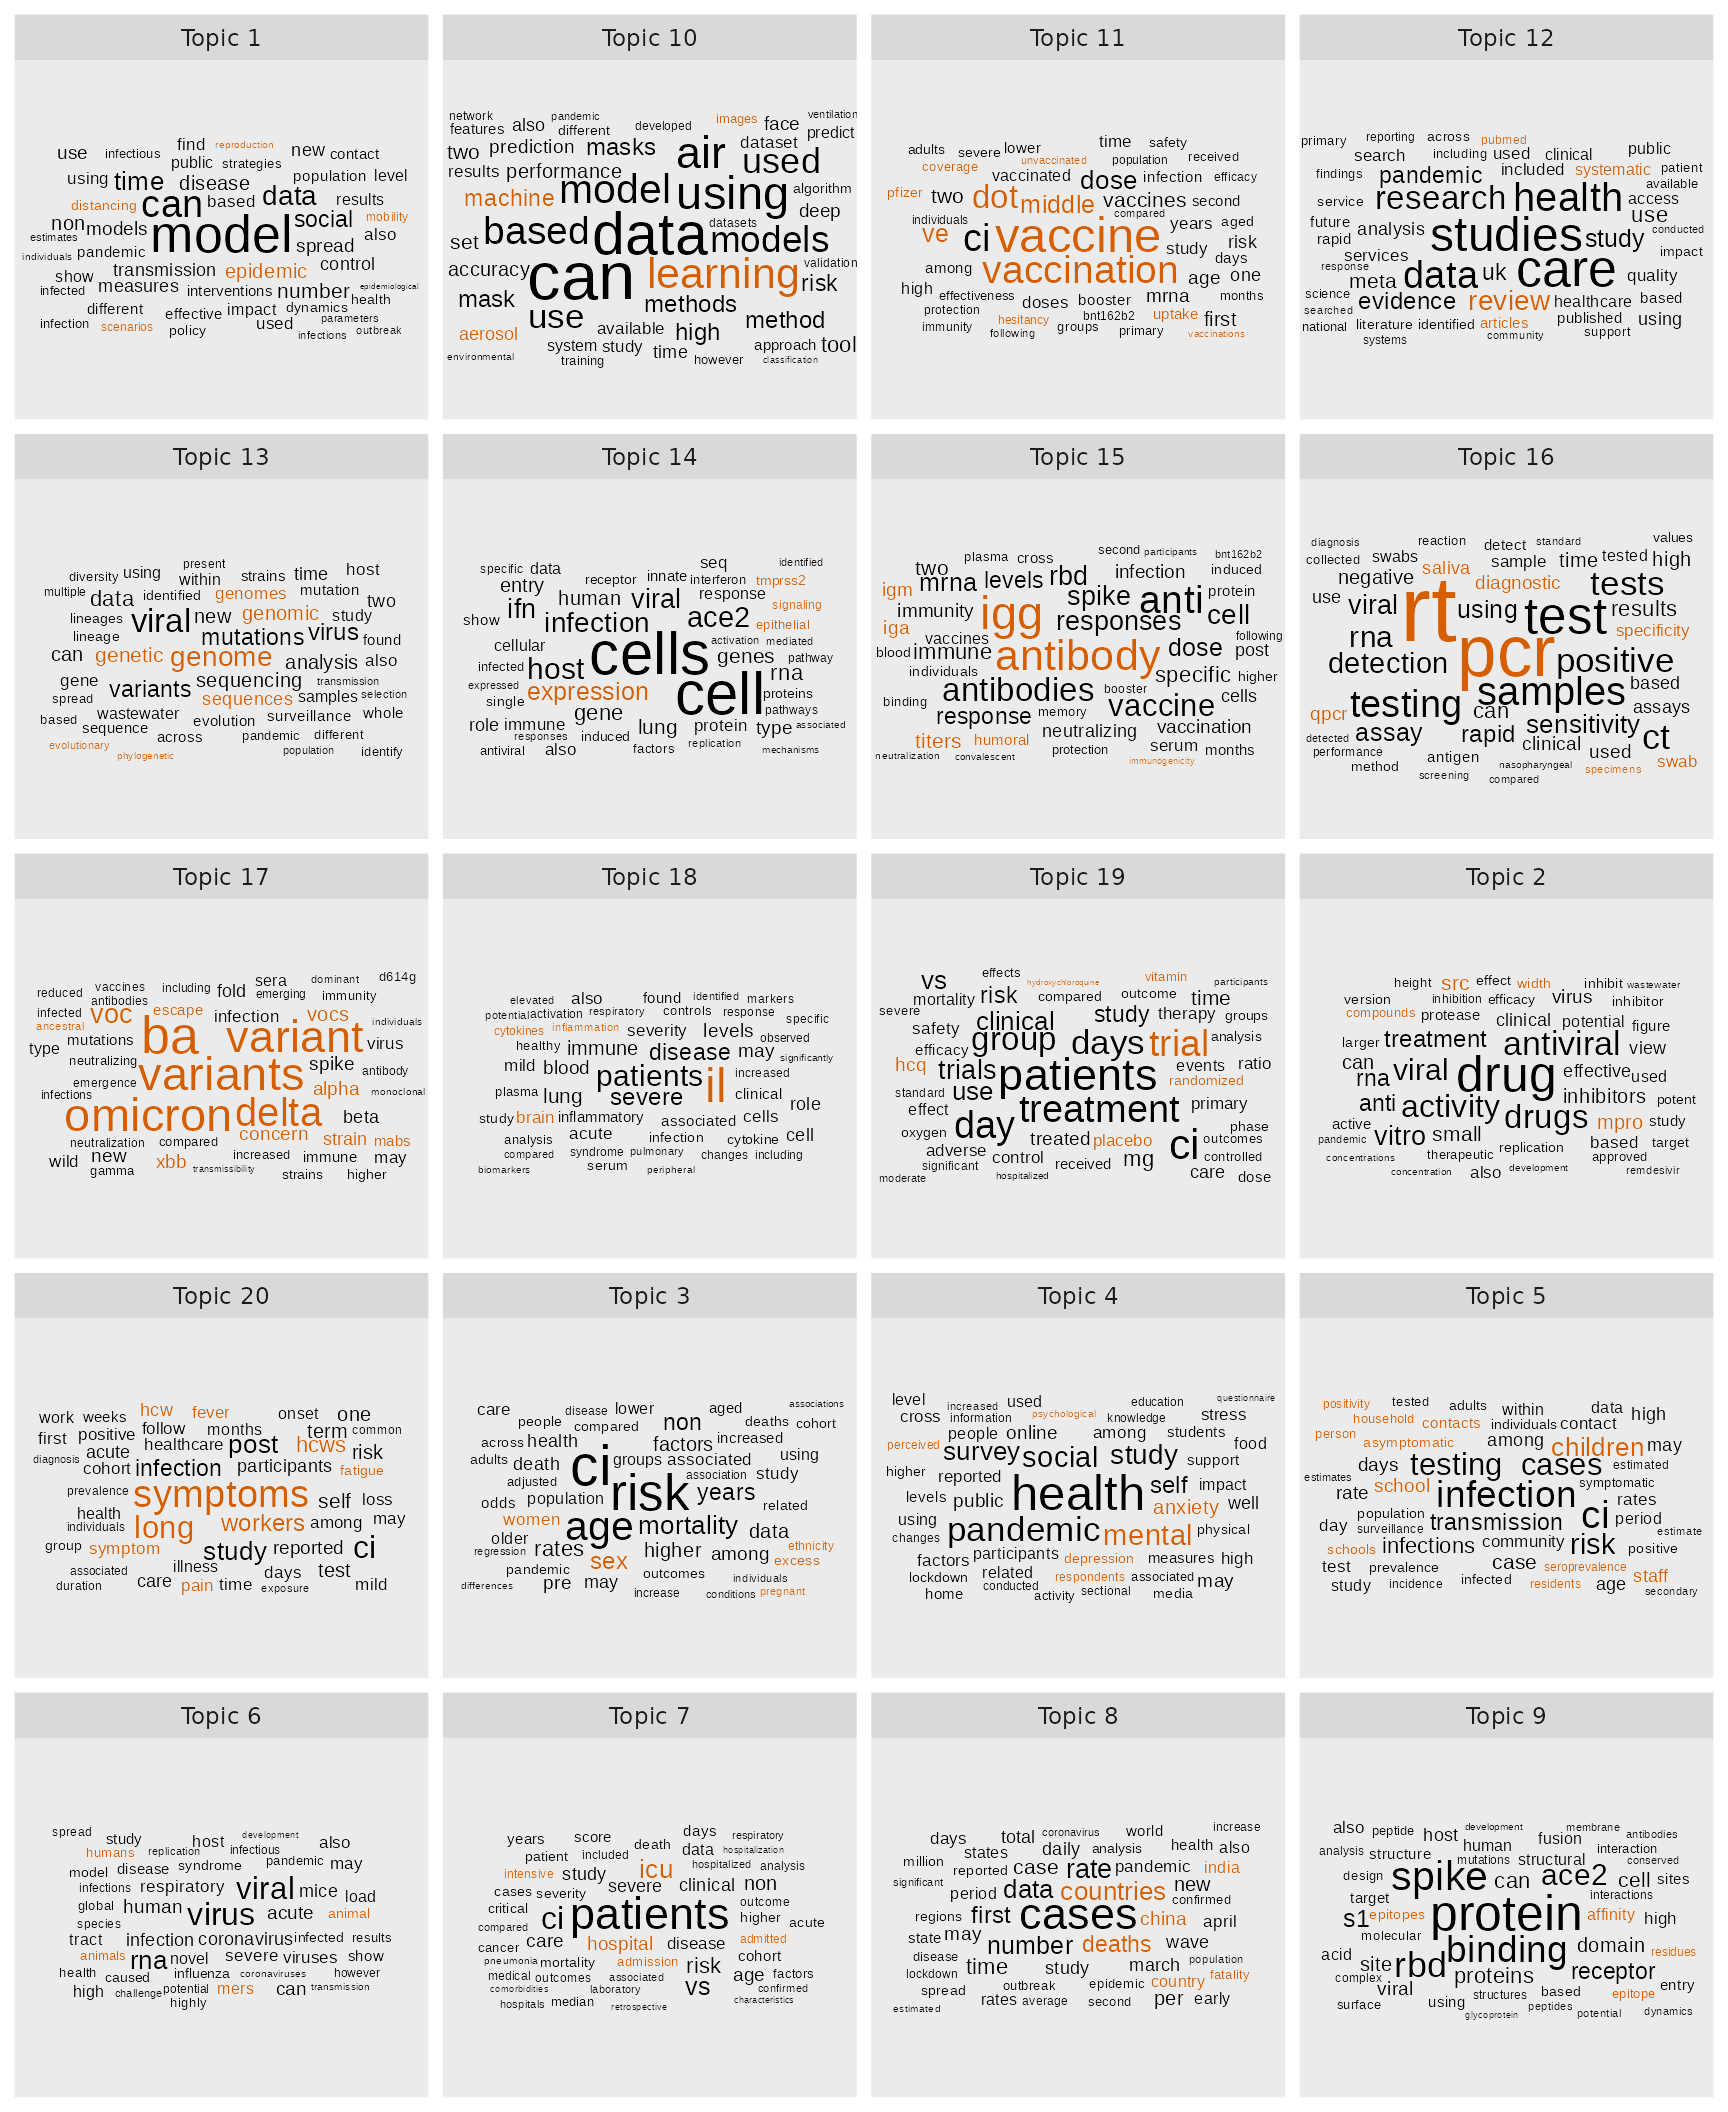 Topic 1
find reproduction
use infectious public strategies new contact
using time disease population level
distancing can based data results
non models model social mobility
estimates spread also
individuals pandemic
show transmission epidemic control
infected measures interventions number epidemiological
different effective impact dynamics health
infection scenarios policy used parameters
infections outbreak
Topic 10
network pandemic images ventilation
features also different developed face predict
two prediction masks air dataset used
results performance
machine model using algorithm
deep
set based data datasets models
accuracy can learning validation
mask methods risk
use
aerosol available high method
system study time approach tool
environmental training however classification
Topic 11
adults severe lower time safety
coverage unvaccinated population received
vaccinated dose infection efficacy
pfizer two dot middle vaccines second
individuals compared years aged
ve ci vaccine study risk
days
among vaccination age one
high effectiveness doses booster mrna months
protection bnt162b2 uptake first
immunity hesitancy groups primary vaccinations
following
Topic 12
primary reporting across pubmed
search including used clinical public
findings pandemic included systematic patient
available
service research health access
future use
rapid analysis studies study conducted
services impact
response meta data uk care quality
science evidence review healthcare based
searched
national literature identified articles published using
systems community support
Topic 13
present
diversity using within strains time host
multiple data identified genomes mutation two
lineages viral new genomic study
lineage mutations virus found
can genetic genome analysis also
gene sequencing transmission
spread variants sequences samples selection
based wastewater evolution surveillance whole
sequence across pandemic different
evolutionary phylogenetic population identify
Topic 14
specific data seq identified
entry receptor innate interferon tmprss2
ifn human viral response
show infection ace2 signaling
epithelial
cellular cells activation mediated
infected host genes pathway
expressed expression cell rna
single proteins
role immune gene lung protein type pathways
responses induced associated
antiviral also factors replication mechanisms
Topic 15
plasma cross second participants bnt162b2
two mrna levels rbd infection induced
igm spike anti protein
immunity igg responses cell
iga
blood vaccines immune dose following
antibody post
individuals specific higher
binding antibodies booster vaccine cells
response memory
titers humoral neutralizing vaccination
neutralization convalescent protection serum months
immunogenicity
Topic 16
diagnosis reaction detect standard values
collected swabs sample time tested high
negative saliva diagnostic tests
use viral rt using test results
rna specificity
detection pcr positive
qpcr testing samples based
can assays
detected assay rapid sensitivity ct
performance clinical used
method antigen nasopharyngeal swab
screening compared specimens
Topic 17
reduced vaccines including fold sera dominant d614g
antibodies emerging immunity
infected voc escape infection vocs
ancestral individuals
type mutations ba variant virus
neutralizing
emergence variants spike antibody
infections alpha monoclonal
omicron delta beta
neutralization compared concern strain mabs
wild new xbb increased immune may
gamma transmissibility strains higher
Topic 18
elevated also found identified markers
potential activation respiratory controls response specific
cytokines inflammation severity levels observed
healthy immune disease may significantly
mild blood patients il increased
plasma lung severe clinical role
study brain inflammatory associated cells
analysis acute infection cytokine cell
compared syndrome pulmonary changes including
biomarkers serum peripheral
Topic 19
vs effects hydroxychloroquine vitamin participants
mortality risk compared outcome time
severe clinical study therapy groups
safety group days trial analysis
efficacy
hcq trials patients events ratio
randomized
standard use
effect day treatment primary
oxygen treated placebo ci phase
outcomes
adverse control received mg controlled
significant care
moderate hospitalized dose
Topic 2
height src effect width inhibit wastewater
version inhibition efficacy virus inhibitor
compounds protease clinical potential figure
larger treatment antiviral view
can viral drug effective used
rna
anti activity inhibitors potent
active drugs mpro study
pandemic vitro small replication based target
concentrations therapeutic approved
concentration also development remdesivir
Topic 20
work weeks hcw fever onset one
first positive follow months term common
acute healthcare post hcws risk
diagnosis cohort infection participants fatigue
prevalence symptoms self loss
health
individuals long workers among may
group symptom study reported ci
associated illness days test
duration care pain time exposure mild
Topic 3
care disease lower aged associations
people compared non deaths cohort
across health factors increased
adults death ci groups associated using
adjusted association study
odds population risk years related
women age mortality data
older
regression rates sex higher among ethnicity
excess
pandemic outcomes
differences pre may individuals
increase conditions pregnant
Topic 4
level increased used education questionnaire
cross information psychological knowledge stress
people online among students
perceived survey social study food
support
higher reported health self impact
levels public anxiety well
using
changes pandemic mental physical
factors participants depression measures high
lockdown related respondents associated may
conducted
home activity sectional media
Topic 5
positivity tested adults within data high
household contacts individuals contact
person asymptomatic among children may
estimates days testing cases estimated
rate school infection symptomatic
population ci rates
day surveillance transmission period estimate
schools infections community risk positive
test prevalence case seroprevalence staff
study incidence infected residents age secondary
Topic 6
spread study host development also
humans replication infectious
model disease syndrome pandemic may
infections respiratory viral mice load
global human virus acute animal
species
tract infection coronavirus infected results
animals rna novel severe viruses show
health caused influenza coronaviruses however
high challenge potential mers can transmission
highly
Topic 7
years score death days respiratory
patient included data hospitalization
intensive study icu hospitalized analysis
cases severity severe clinical non
critical patients outcome
compared ci higher acute
cancer care hospital disease admitted
pneumonia mortality admission risk cohort
medical outcomes associated age factors
comorbidities laboratory vs confirmed
hospitals median retrospective characteristics
Topic 8
days total coronavirus world increase
states daily analysis health also
million reported case rate pandemic india
significant period data countries new
confirmed
regions first cases china april
state may number deaths wave
disease
lockdown time study march population
spread outbreak epidemic country fatality
estimated rates average second per early
Topic 9
also peptide host development membrane antibodies
analysis structure human fusion interaction
mutations structural conserved
design spike can ace2 cell sites
target interactions
s1 epitopes protein affinity high
molecular
acid site rbd binding domain residues
complex proteins receptor
viral structures based epitope entry
surface using peptides
glycoprotein potential dynamics